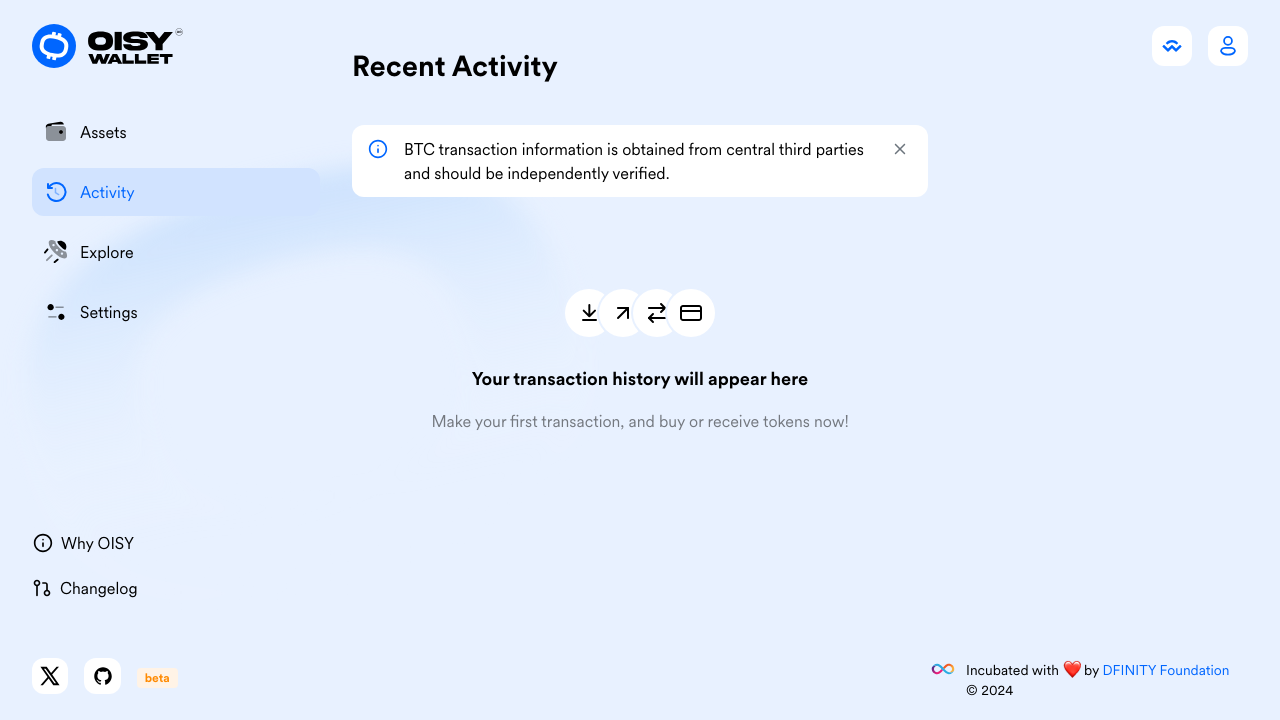 OISY
WALLET
Recent Activity
Assets
Activity
Explore
Settings
BTC transaction information is obtained from central third parties
and should be independently verified.
Your transaction history will appear here
Make your first transaction, and buy or receive tokens now!
Why OISY
Changelog
beta
Incubated with ❤️ by DFINITY Foundation
© 2024